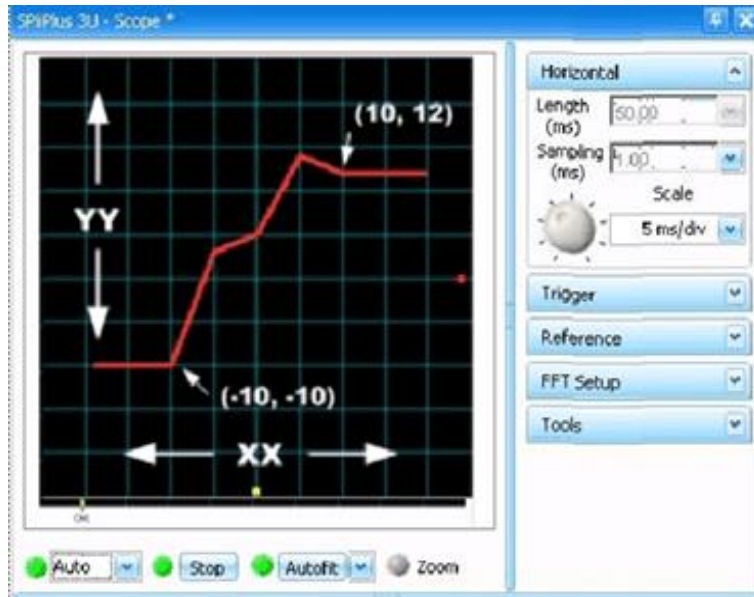 SPiiPlus 3U - Scope *
(10, 12)
YY
(-10, -10)
XX
Horizontal
Length
(ms)
50.00
Sampling
(ms)
1.00
Scale
5 ms/div
Trigger
Reference
FFT Setup
Tools
Auto
Stop
Autofit
Zoom